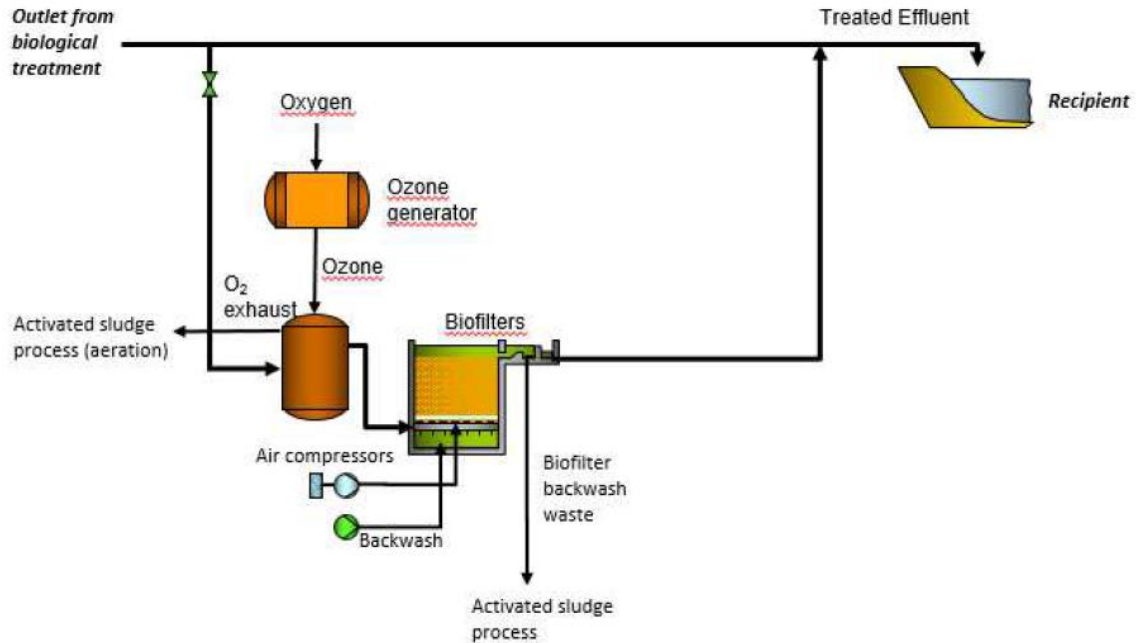 Outlet from
biological
treatment
Treated Effluent
Recipient
Oxygen
Ozone
generator
Ozone
O₂
exhaust
Activated sludge
process (aeration)
Biofilters
Air compressors
Backwash
Biofilter
backwash
waste
Activated sludge
process